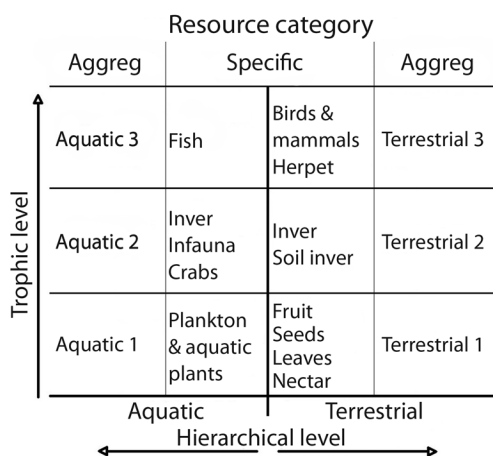 Resource category
Aggreg
Specific
Aggreg
Trophic level
Aquatic 3
Fish
Birds &
mammals
Herpet
Terrestrial 3
Aquatic 2
Inver
Infauna
Crabs
Inver
Soil inver
Terrestrial 2
Aquatic 1
Plankton
& aquatic
plants
Fruit
Seeds
Leaves
Nectar
Terrestrial 1
Aquatic
Terrestrial
Hierarchical level